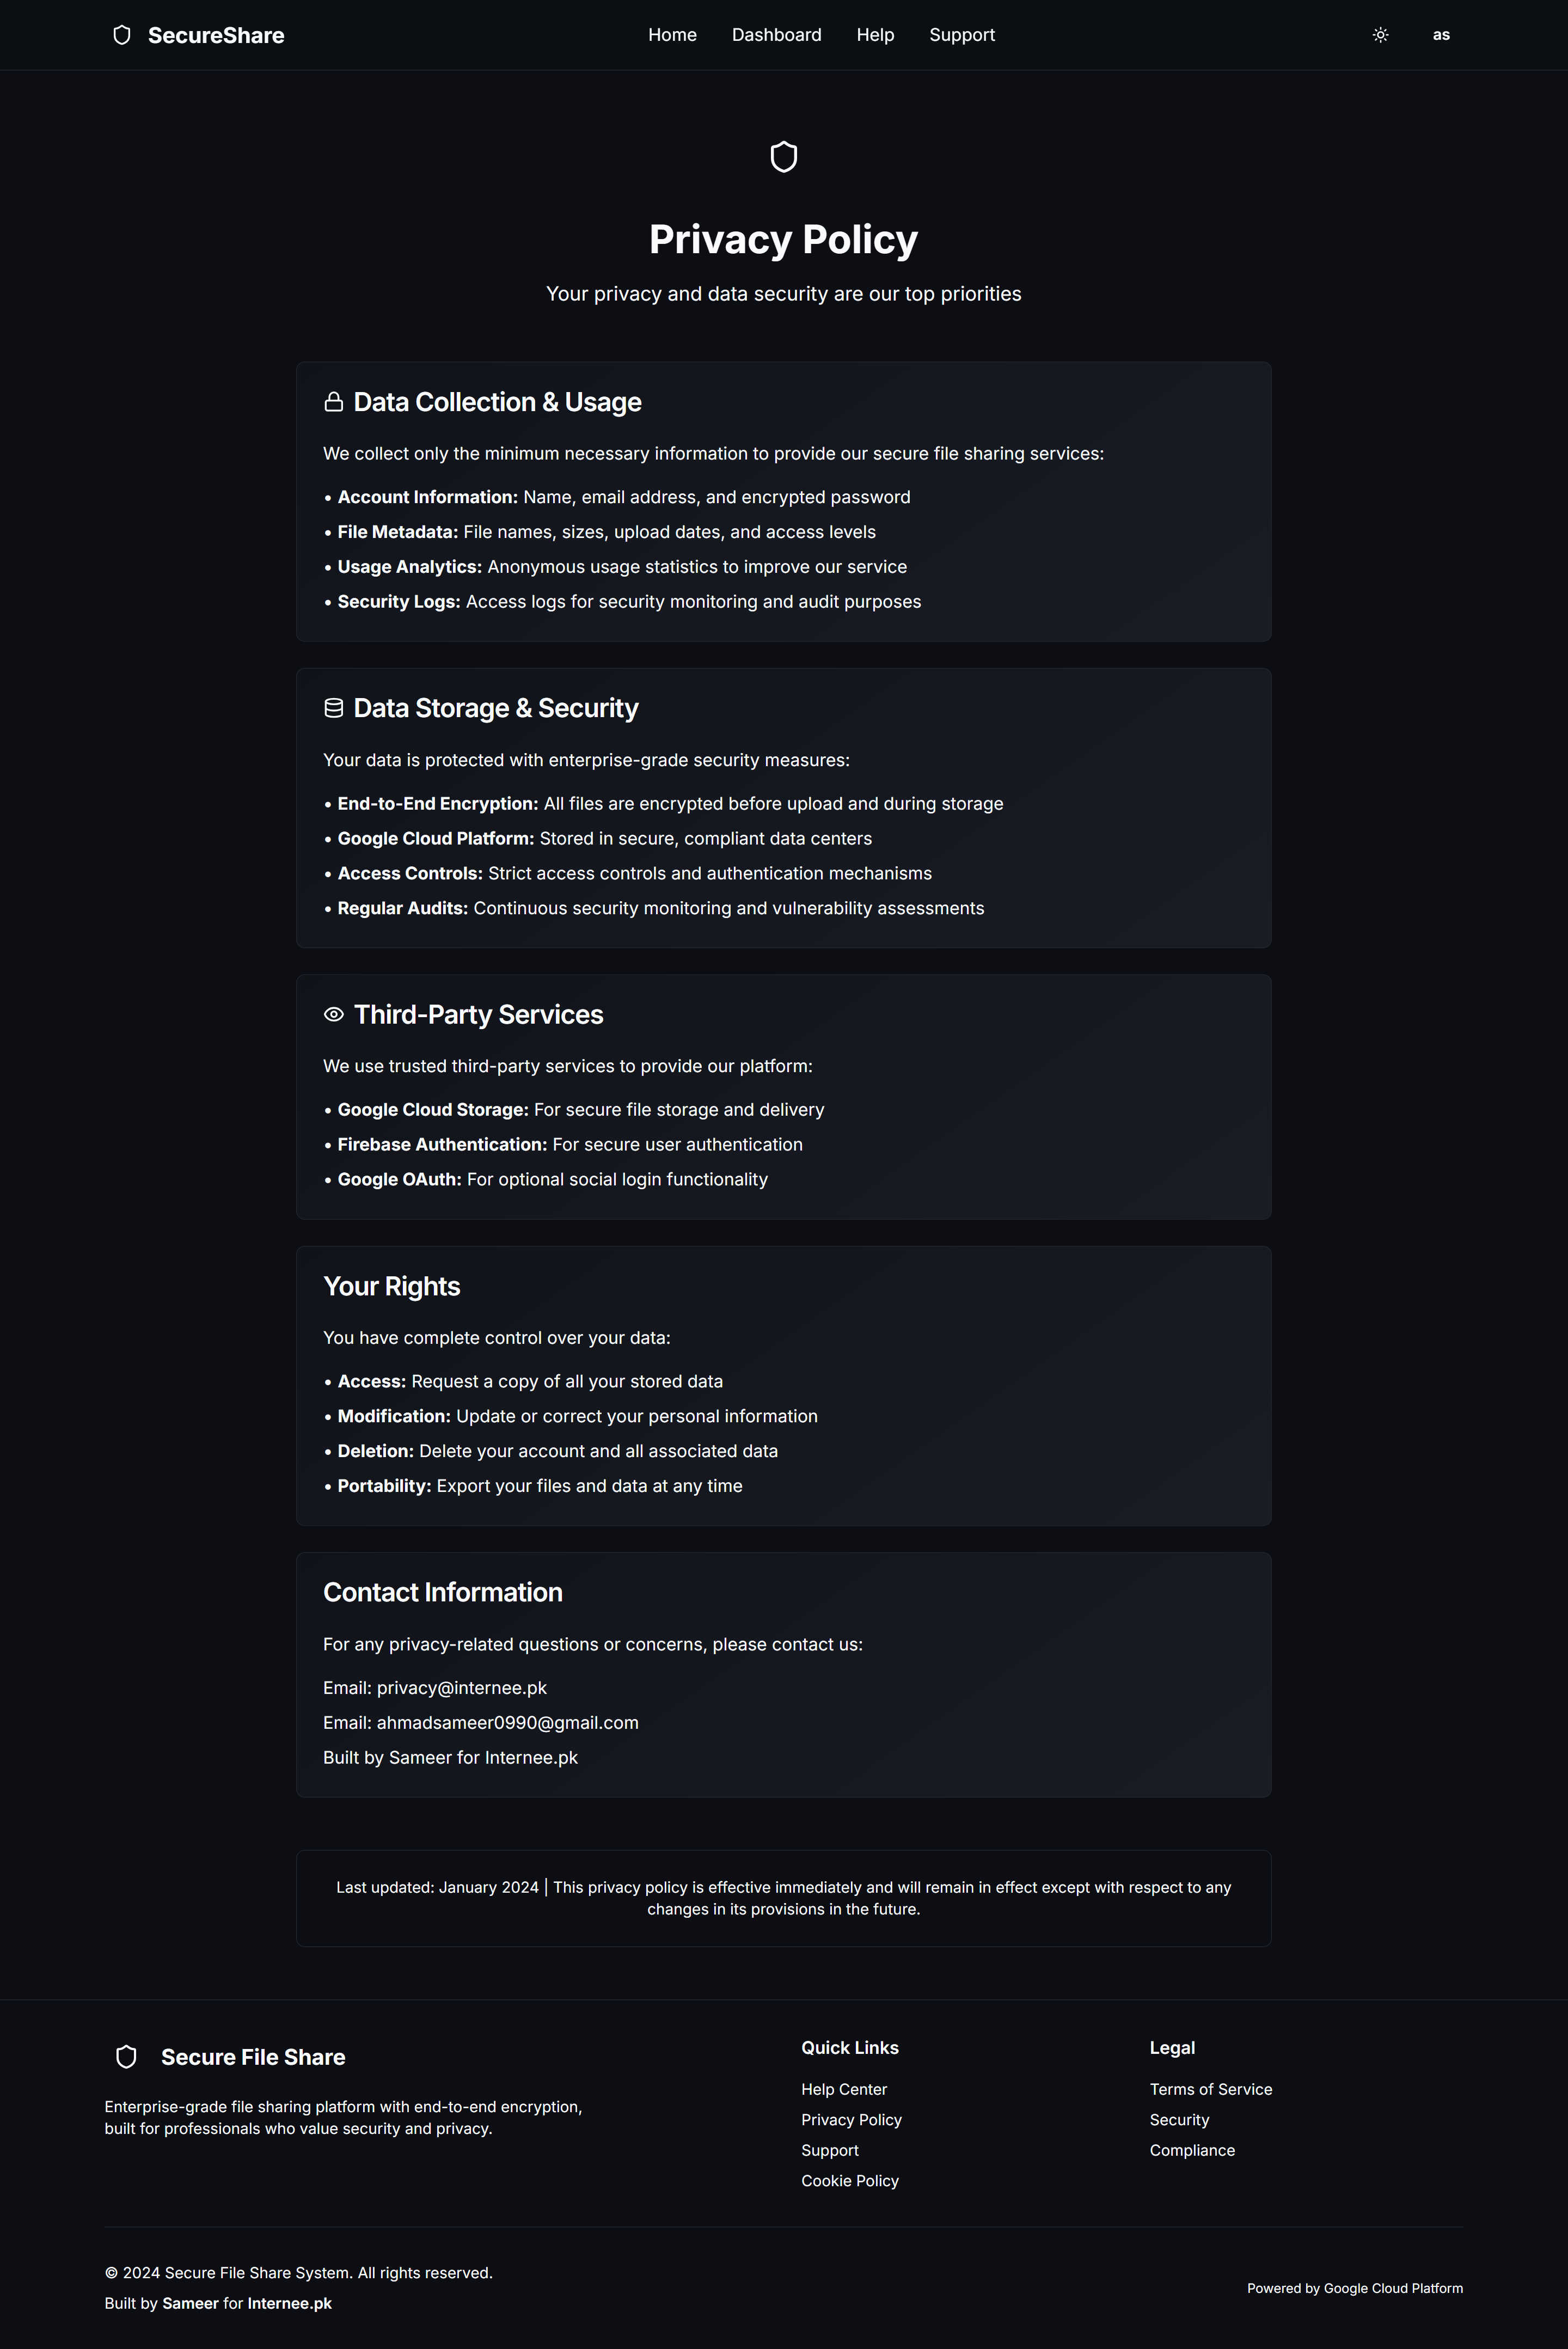 SecureShare
Home
Dashboard
Help
Support
as
Privacy Policy
Your privacy and data security are our top priorities
Data Collection & Usage
We collect only the minimum necessary information to provide our secure file sharing services:
• Account Information: Name, email address, and encrypted password
• File Metadata: File names, sizes, upload dates, and access levels
• Usage Analytics: Anonymous usage statistics to improve our service
• Security Logs: Access logs for security monitoring and audit purposes
Data Storage & Security
Your data is protected with enterprise-grade security measures:
• End-to-End Encryption: All files are encrypted before upload and during storage
• Google Cloud Platform: Stored in secure, compliant data centers
• Access Controls: Strict access controls and authentication mechanisms
• Regular Audits: Continuous security monitoring and vulnerability assessments
Third-Party Services
We use trusted third-party services to provide our platform:
• Google Cloud Storage: For secure file storage and delivery
• Firebase Authentication: For secure user authentication
• Google OAuth: For optional social login functionality
Your Rights
You have complete control over your data:
• Access: Request a copy of all your stored data
• Modification: Update or correct your personal information
• Deletion: Delete your account and all associated data
• Portability: Export your files and data at any time
Contact Information
For any privacy-related questions or concerns, please contact us:
Email: privacy@internee.pk
Email: ahmadsameer0990@gmail.com
Built by Sameer for Internee.pk
Last updated: January 2024 | This privacy policy is effective immediately and will remain in effect except with respect to any
changes in its provisions in the future.
Secure File Share
Enterprise-grade file sharing platform with end-to-end encryption,
built for professionals who value security and privacy.
Quick Links
Help Center
Privacy Policy
Support
Cookie Policy
Legal
Terms of Service
Security
Compliance
© 2024 Secure File Share System. All rights reserved.
Built by Sameer for Internee.pk
Powered by Google Cloud Platform